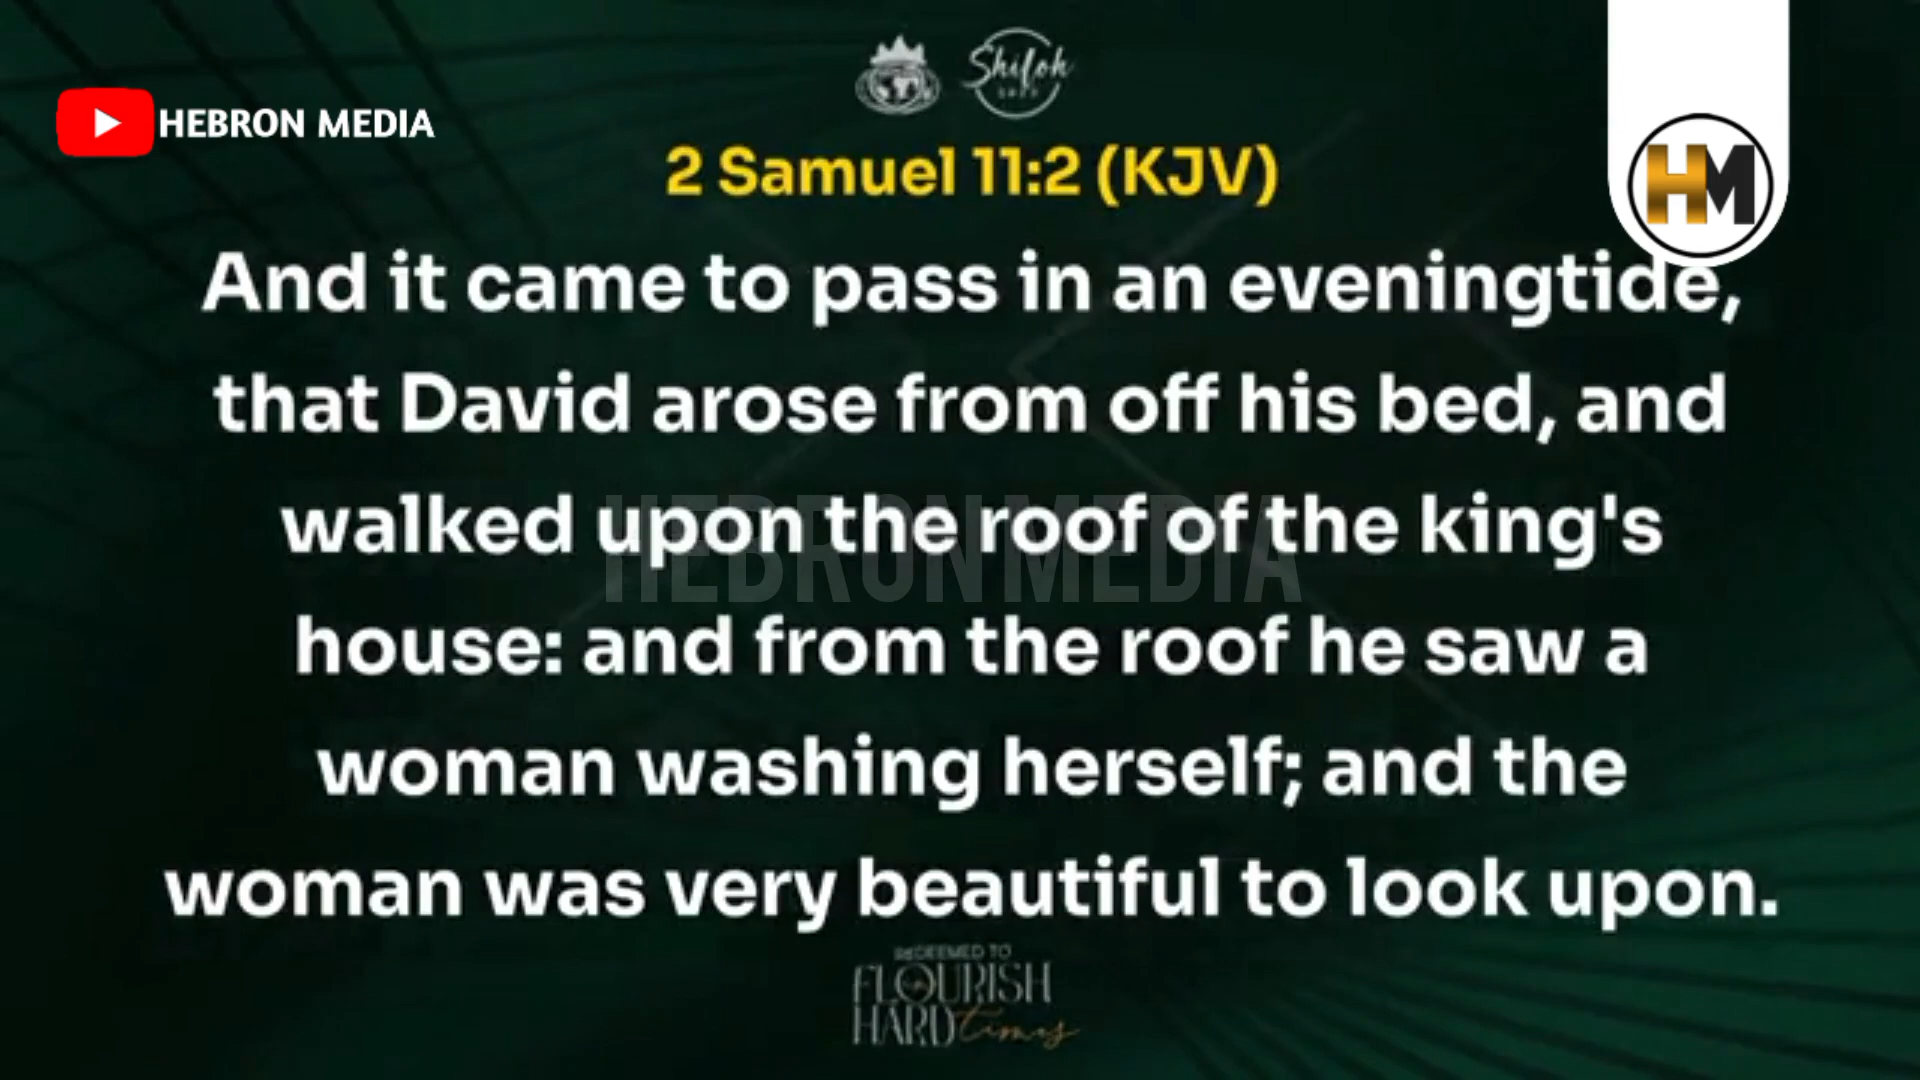 Shiloh
HEBRON MEDIA
HM
2 Samuel 11:2 (KJV)
And it came to pass in an eveningtide,
that David arose from off his bed, and
walked upon the roof of the king's
HEBRON MEDIA
house: and from the roof he saw a
woman washing herself; and the
woman was very beautiful to look upon.
REDEEMED TO
FLOURISH
HARD times